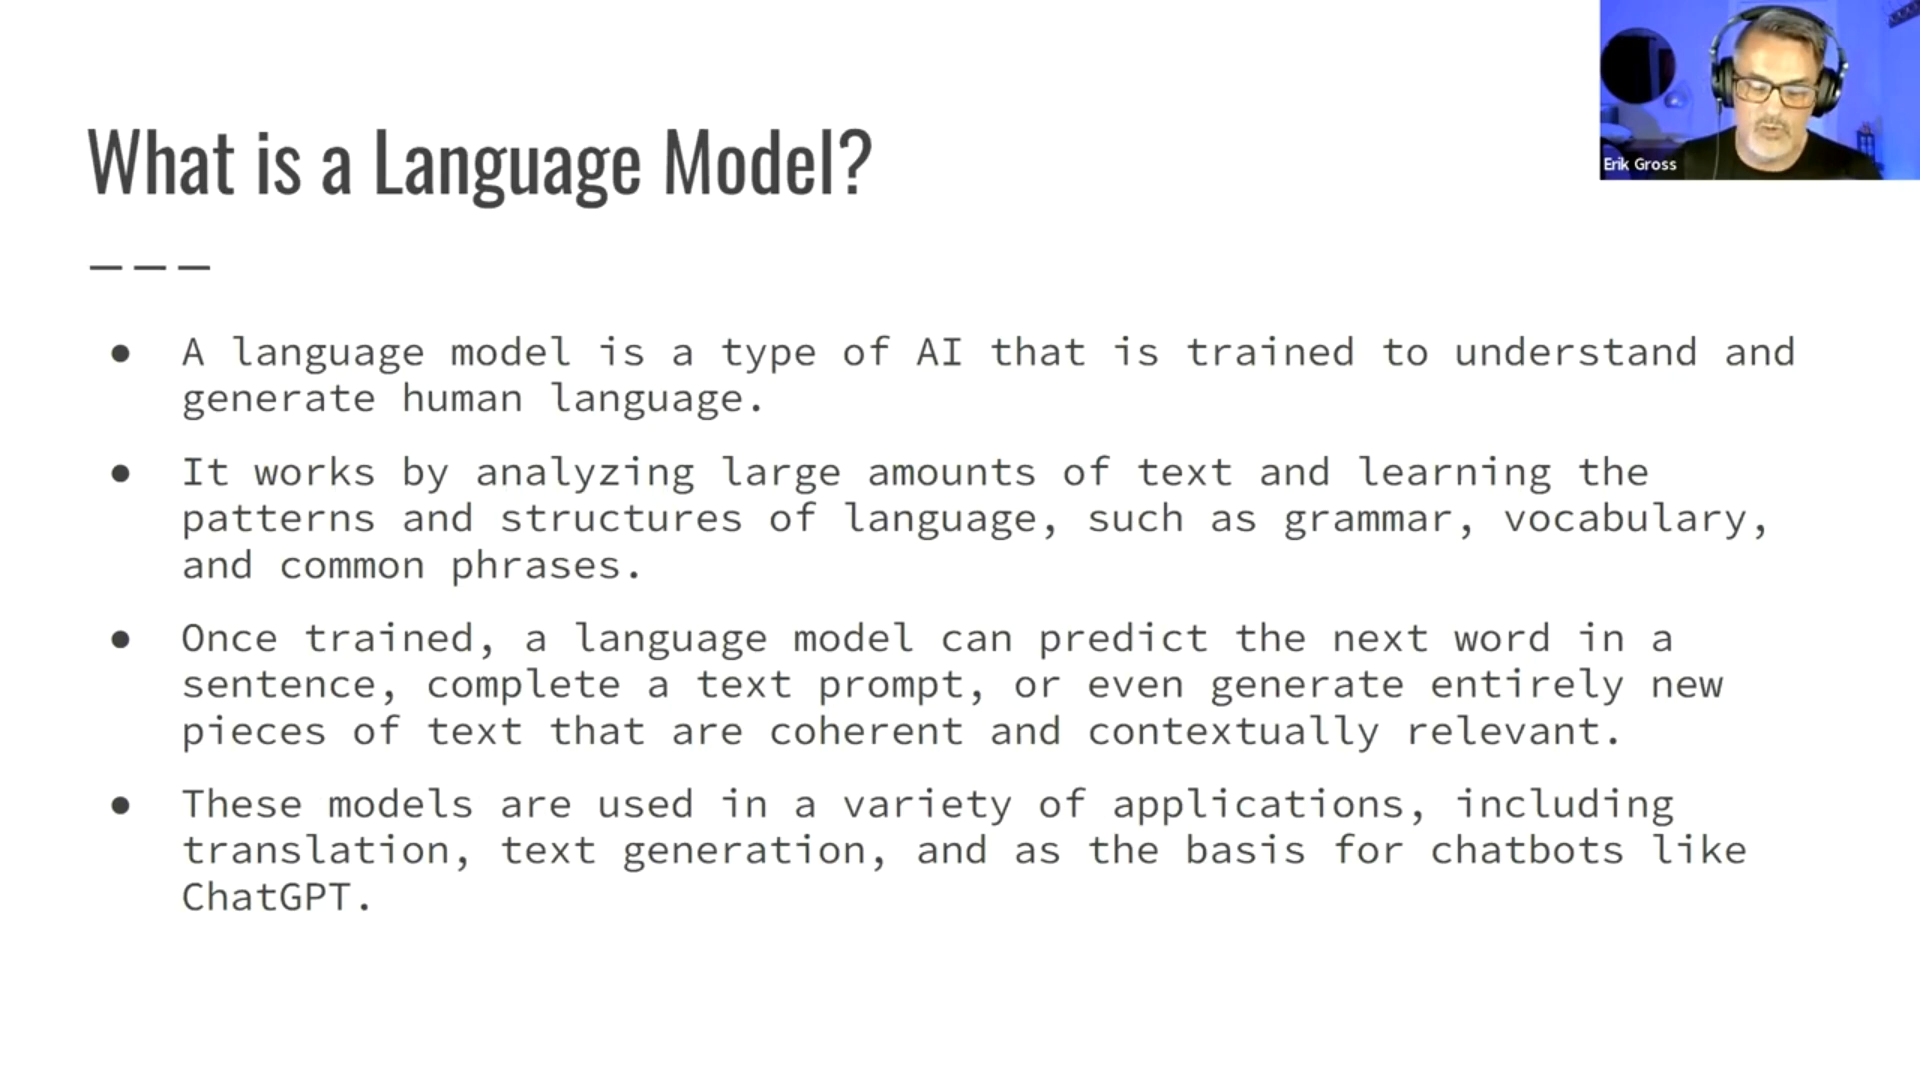 What is a Language Model?
● A language model is a type of AI that is trained to understand and
generate human language.
● It works by analyzing large amounts of text and learning the
patterns and structures of language, such as grammar, vocabulary,
and common phrases.
● Once trained, a language model can predict the next word in a
sentence, complete a text prompt, or even generate entirely new
pieces of text that are coherent and contextually relevant.
● These models are used in a variety of applications, including
translation, text generation, and as the basis for chatbots like
ChatGPT.
Erik Gross